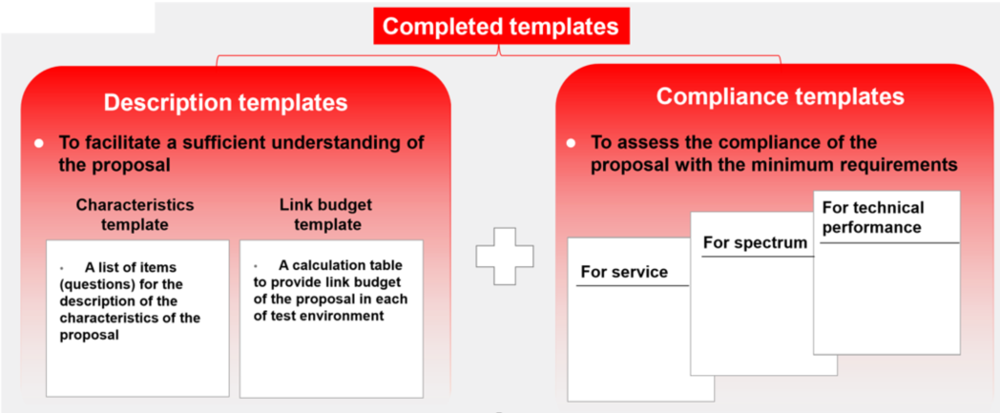 Completed templates
Description templates
● To facilitate a sufficient understanding of
the proposal
Characteristics
template
· A list of items
(questions) for the
description of the
characteristics of the
proposal
Link budget
template
· A calculation table
to provide link budget
of the proposal in each
of test environment
Compliance templates
● To assess the compliance of the
proposal with the minimum requirements
For service
For spectrum
For technical
performance